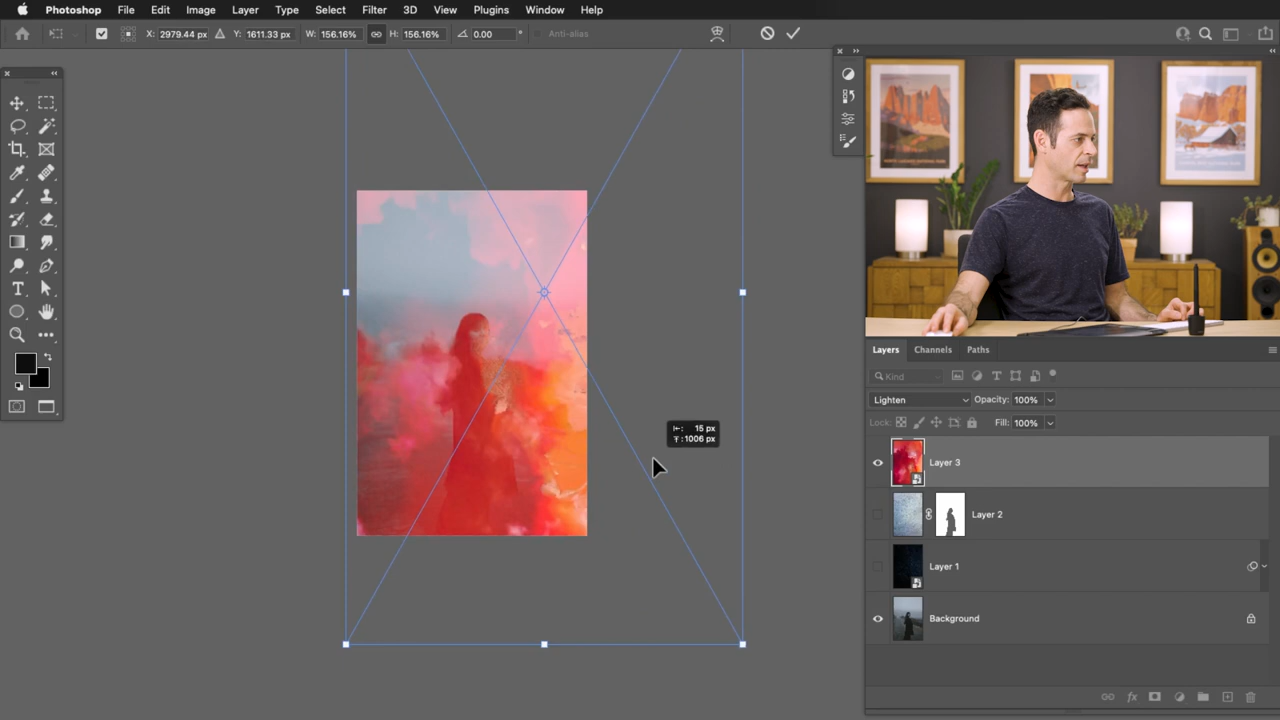 Photoshop File Edit Image Layer Type Select Filter 3D View Plugins Window Help
X: 2979.44 px Y: 1611.33 px W: 156.16% H: 156.16% 0.00 ° Anti-alias
15 px
1006 px
Layers Channels Paths
Kind
Lighten Opacity: 100%
Lock: Fill: 100%
Layer 3
Layer 2
Layer 1
Background